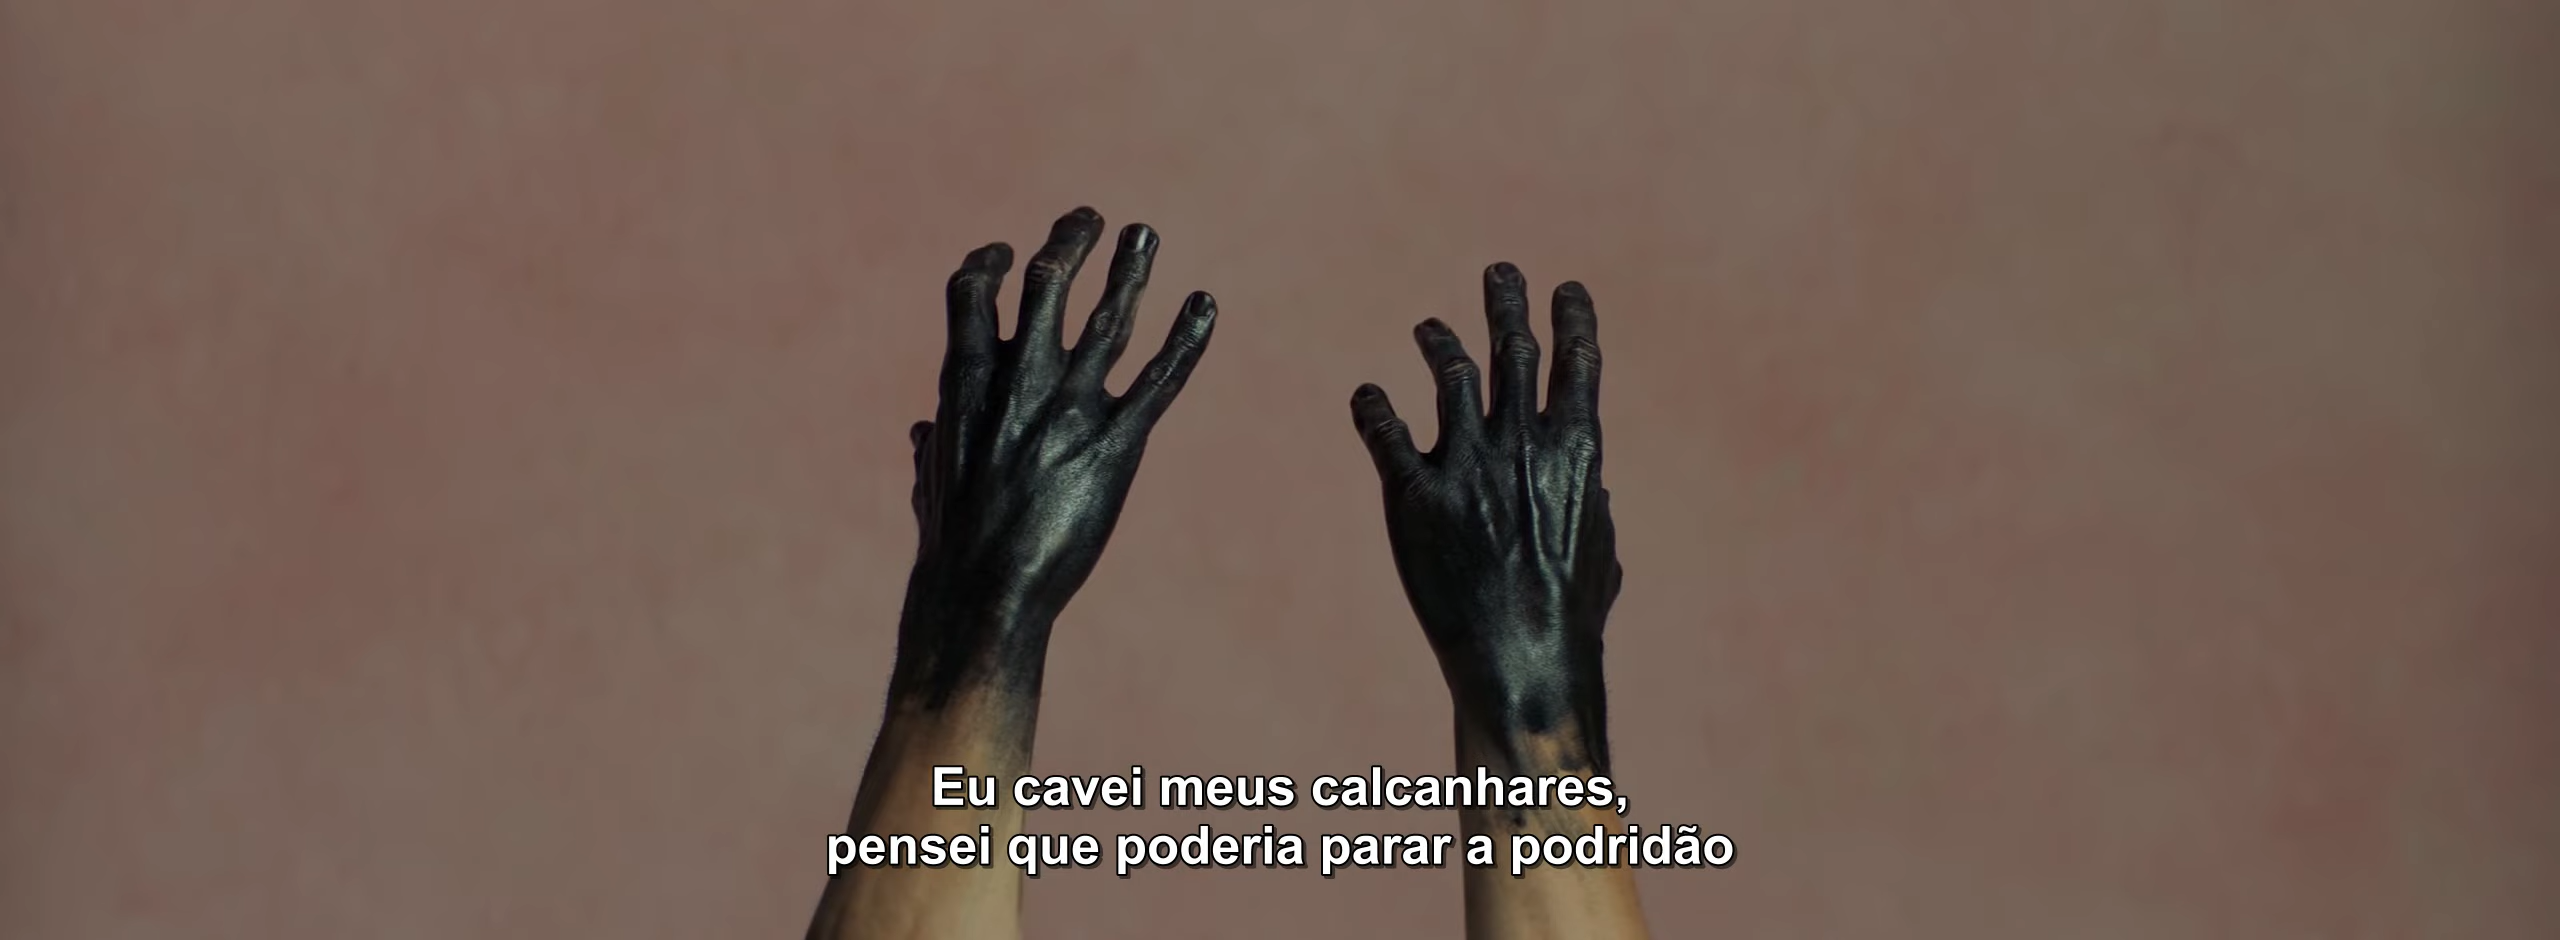 Eu cavei meus calcanhares,
pensei que poderia parar a podridão